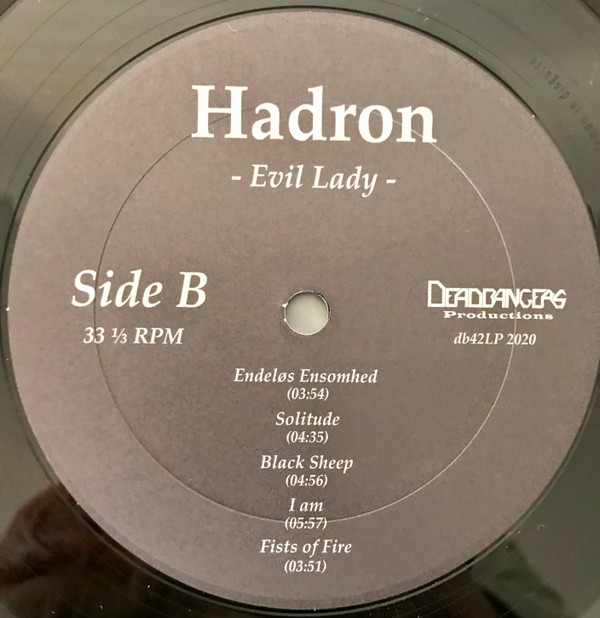 Hadron
- Evil Lady -
Side B
33 ⅓ RPM
DEADBANGERS
Productions
db42LP 2020
Endeløs Ensomhed
(03:54)
Solitude
(04:35)
Black Sheep
(04:56)
I am
(05:57)
Fists of Fire
(03:51)